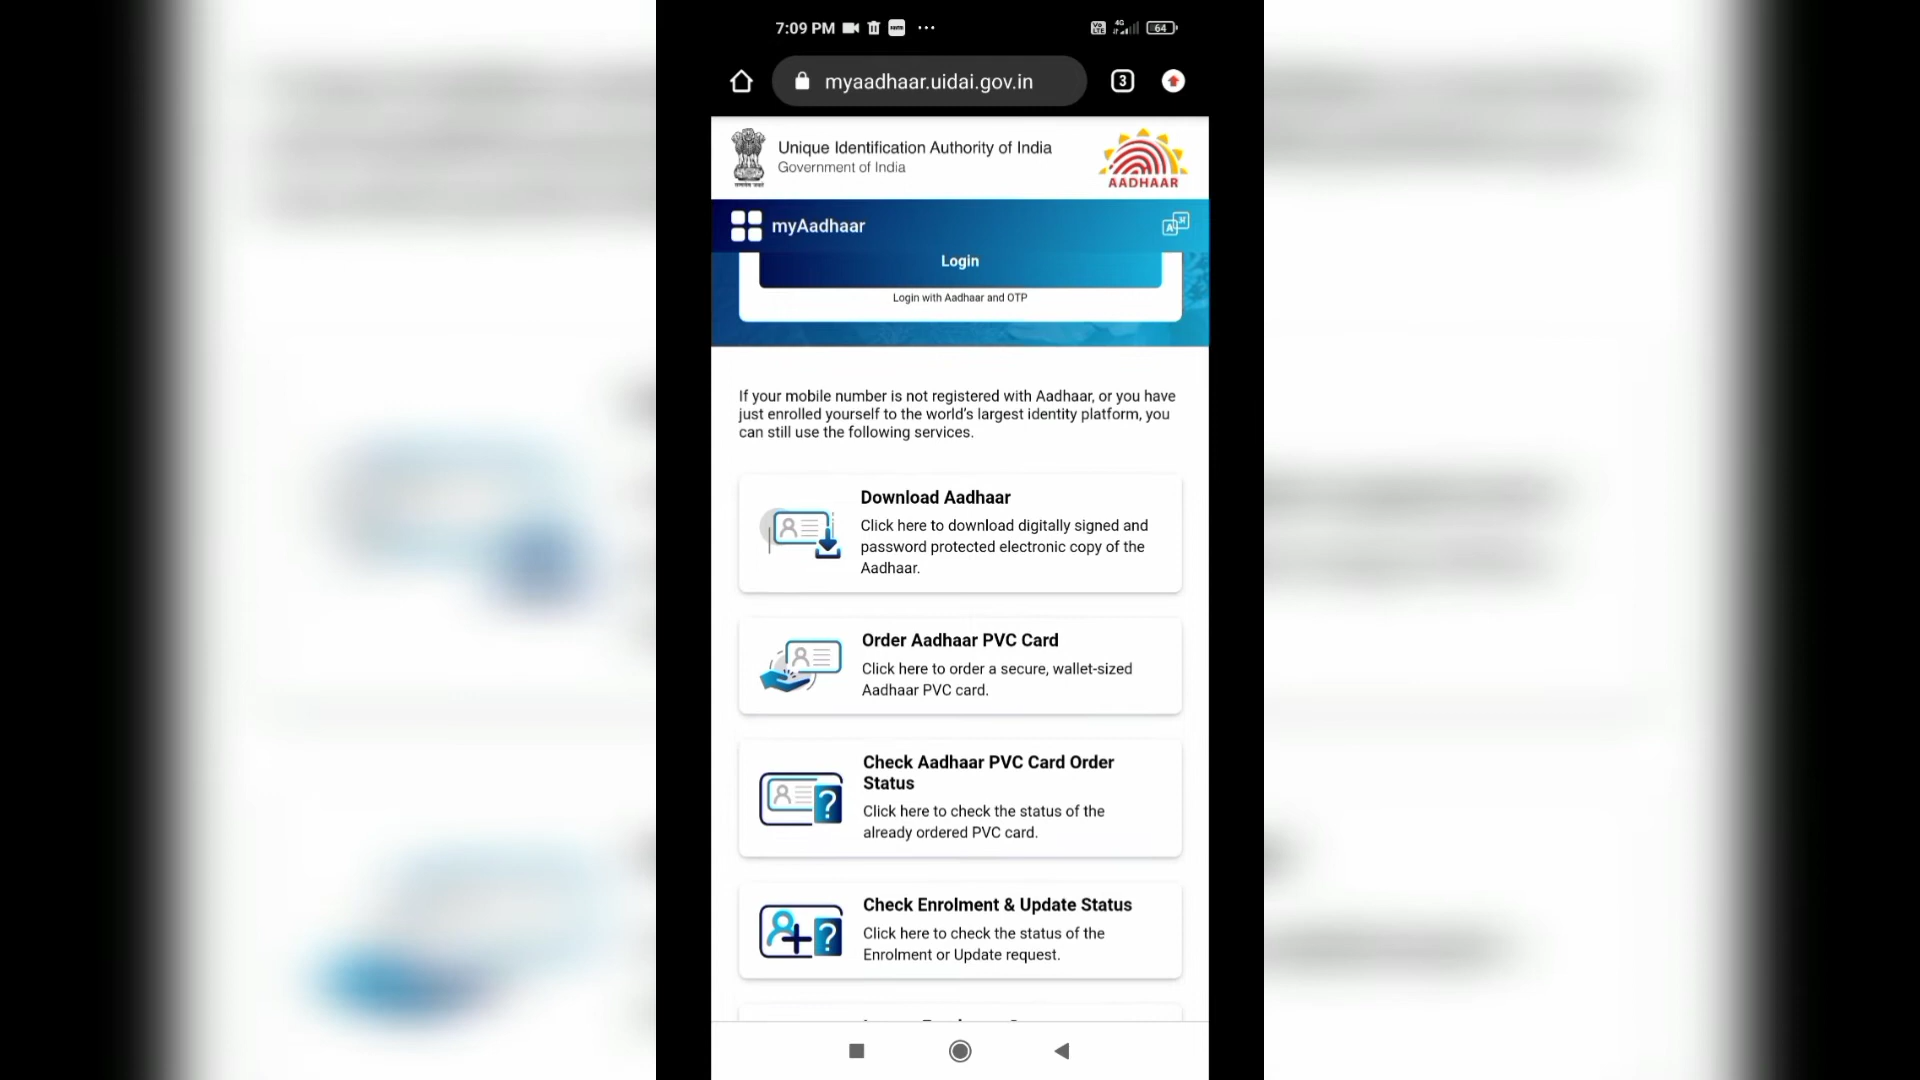 7:09 PM
4G
64
myaadhaar.uidai.gov.in
3
Unique Identification Authority of India
Government of India
AADHAAR
myAadhaar
Login
Login with Aadhaar and OTP
If your mobile number is not registered with Aadhaar, or you have
just enrolled yourself to the world's largest identity platform, you
can still use the following services.
Download Aadhaar
Click here to download digitally signed and
password protected electronic copy of the
Aadhaar.
Order Aadhaar PVC Card
Click here to order a secure, wallet-sized
Aadhaar PVC card.
Check Aadhaar PVC Card Order
Status
Click here to check the status of the
already ordered PVC card.
Check Enrolment & Update Status
Click here to check the status of the
Enrolment or Update request.